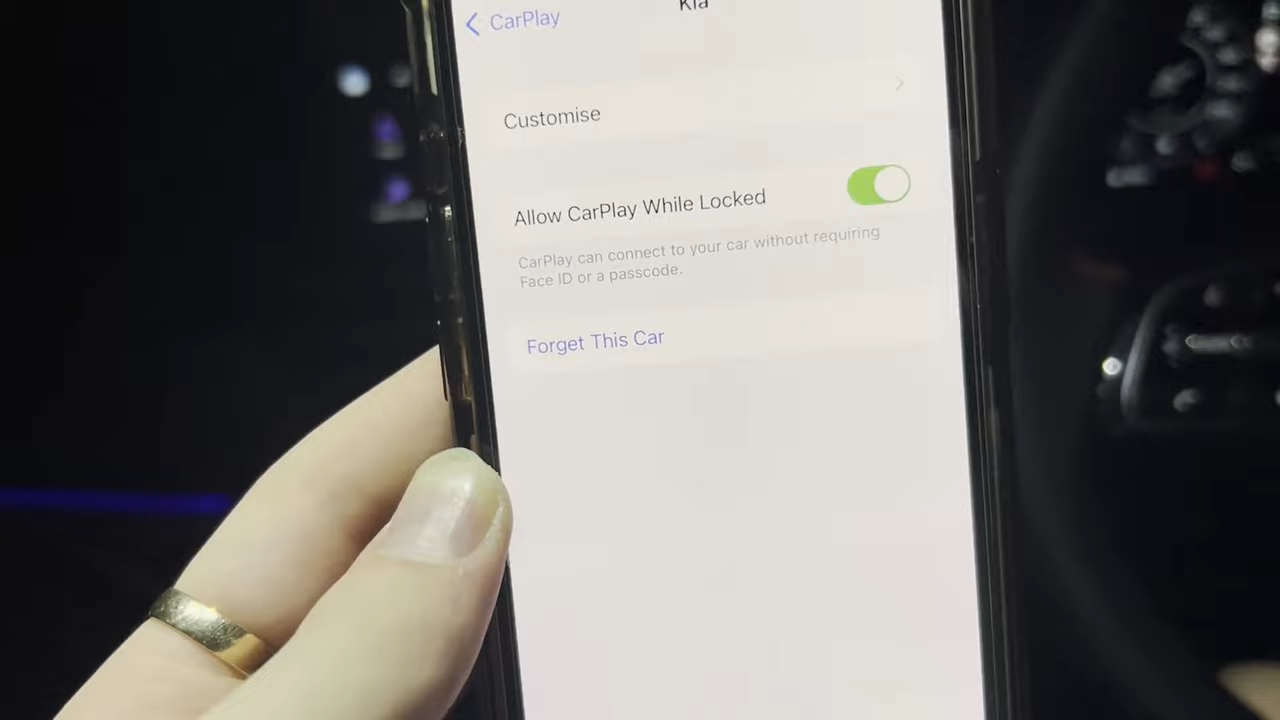 CarPlay
Kia
Customise
Allow CarPlay While Locked
CarPlay can connect to your car without requiring
Face ID or a passcode.
Forget This Car